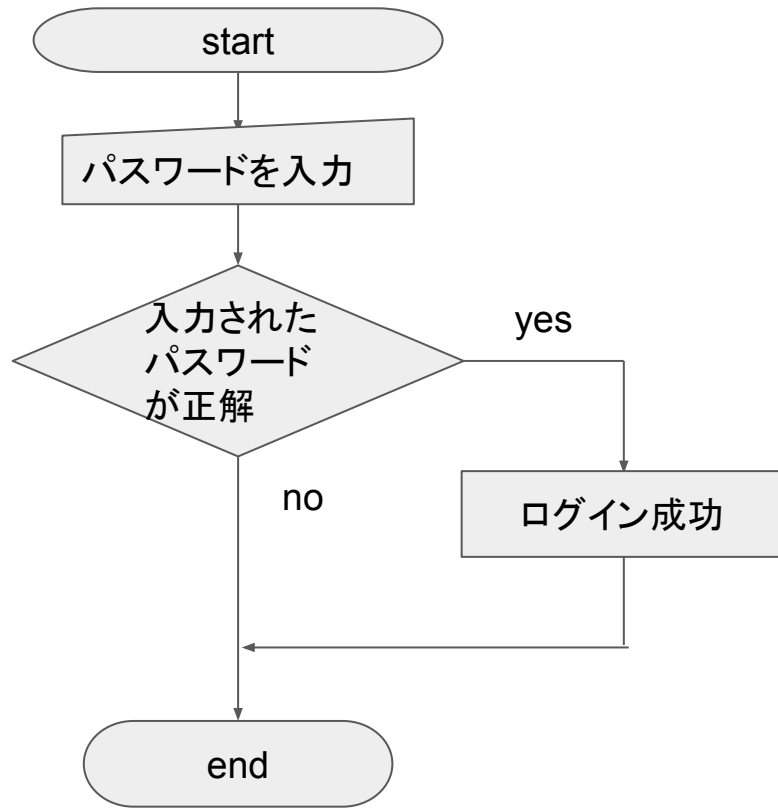 start
パスワードを入力
入力された
パスワード
が正解
yes
no
ログイン成功
end